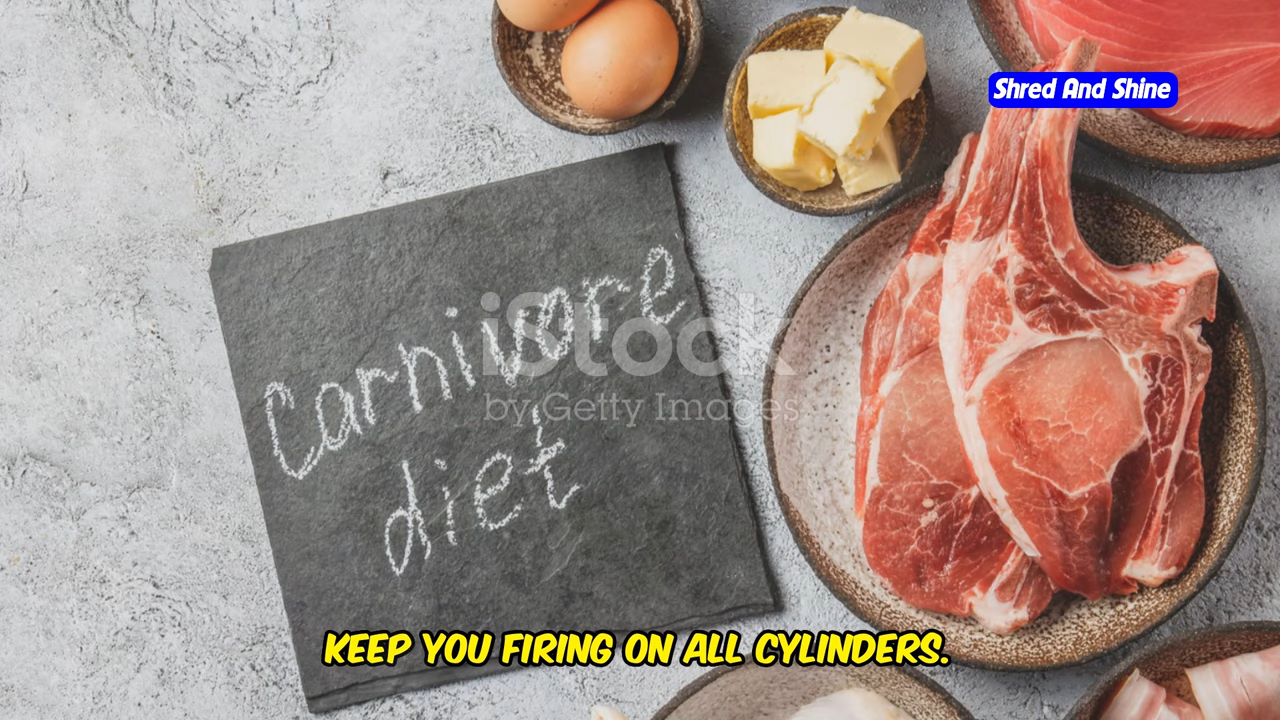 Shred And Shine
Carnivore
diet
iStock
by Getty Images
KEEP YOU FIRING ON ALL CYLINDERS.